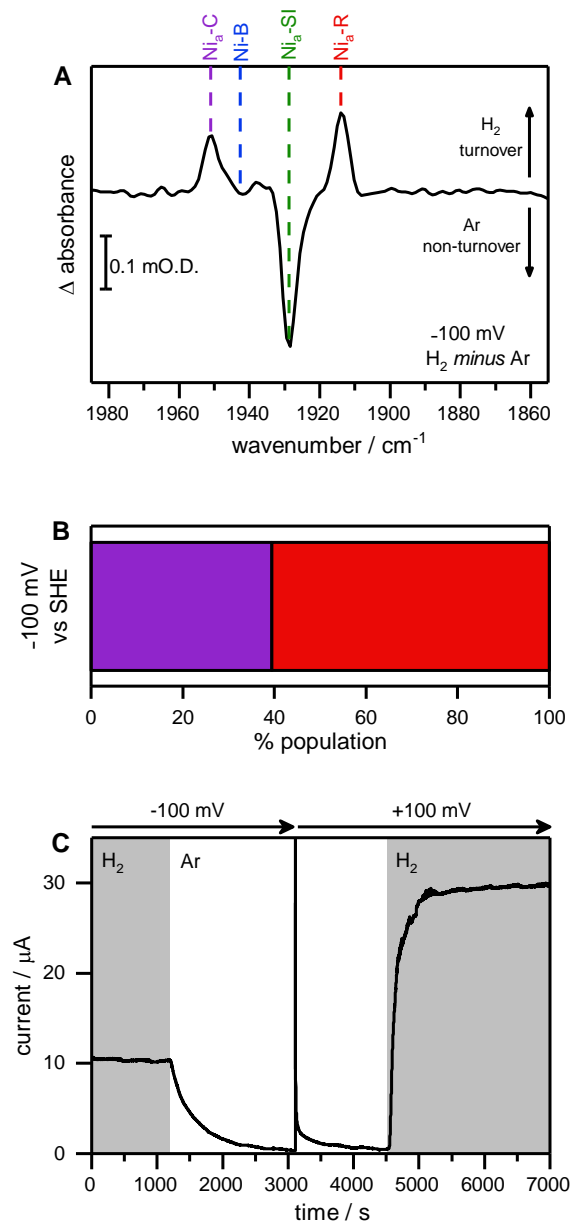 Niₐ-C
Ni-B
Niₐ-SI
Niₐ-R
A
H₂
turnover
Ar
non-turnover
0.1 mO.D.
-100 mV
H₂ minus Ar
Δ absorbance
1980 1960 1940 1920 1900 1880 1860
wavenumber / cm⁻¹
B
-100 mV
vs SHE
0 20 40 60 80 100
% population
-100 mV +100 mV
C H₂ Ar H₂
30
20
10
0
current / μA
0 1000 2000 3000 4000 5000 6000 7000
time / s